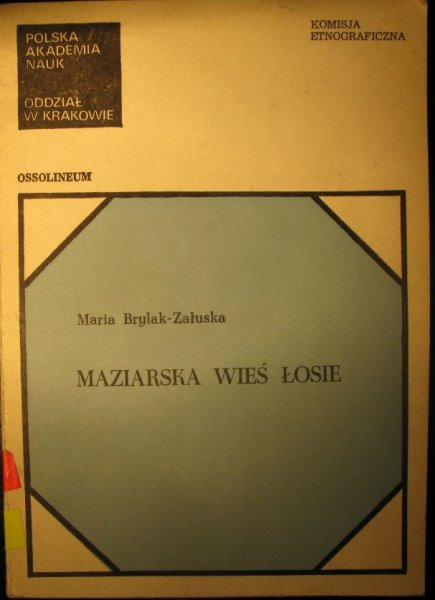 POLSKA
AKADEMIA
NAUK
ODDZIAŁ
W KRAKOWIE
KOMISJA
ETNOGRAFICZNA
OSSOLINEUM
Maria Brylak-Załuska
MAZIARSKA WIEŚ ŁOSIE